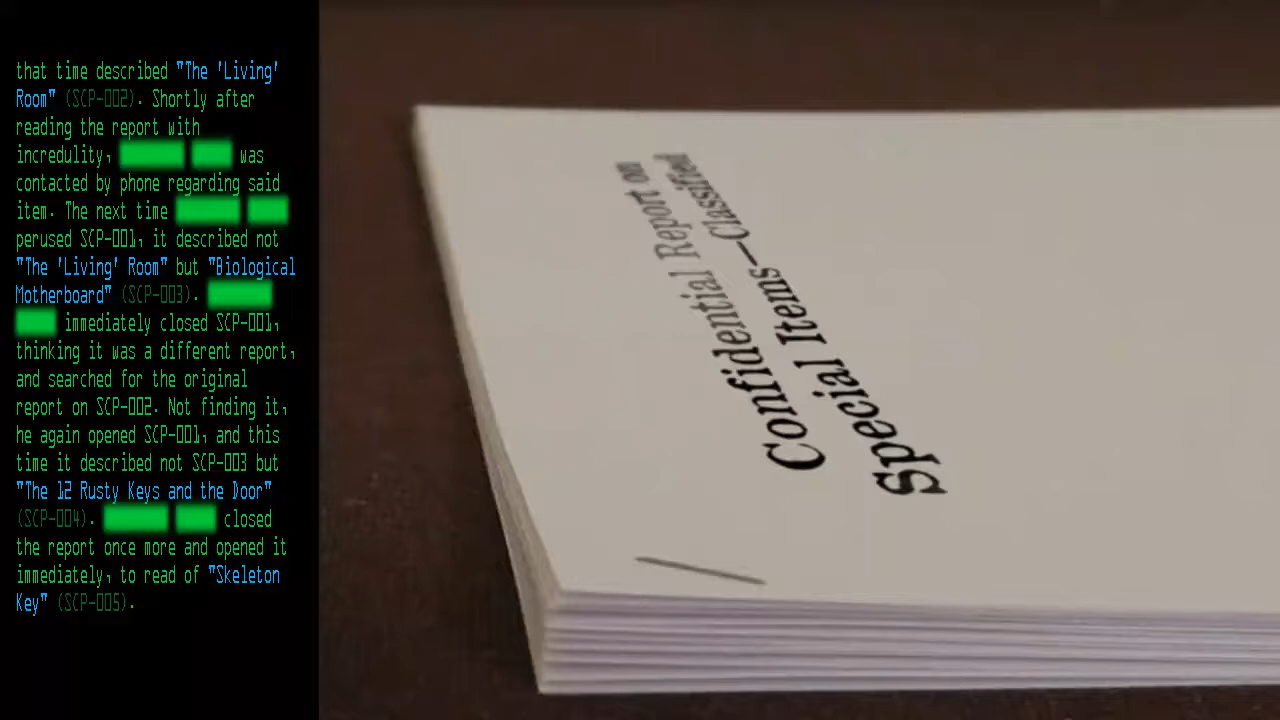 that time described "The 'Living'
Room" (SCP-002). Shortly after
reading the report with
incredulity, was
contacted by phone regarding said
item. The next time
perused SCP-001, it described not
"The 'Living' Room" but "Biological
Motherboard" (SCP-003).
immediately closed SCP-001,
thinking it was a different report,
and searched for the original
report on SCP-002. Not finding it,
he again opened SCP-001, and this
time it described not SCP-003 but
"The 12 Rusty Keys and the Door"
(SCP-004). closed
the report once more and opened it
immediately, to read of "Skeleton
Key" (SCP-005).
Confidential Report on
Special Items—Classified